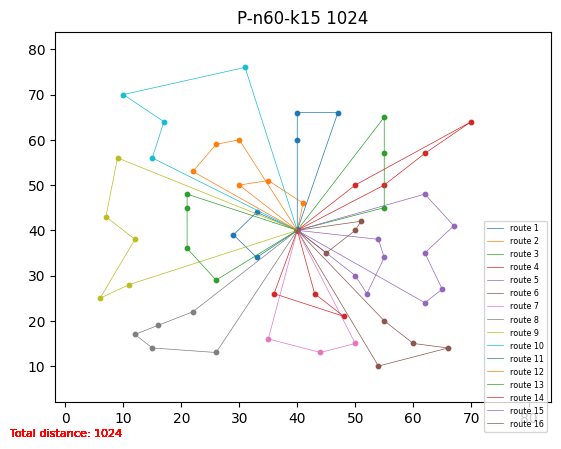 P-n60-k15 1024
80
70
60
50
40
30
20
10
0 10 20 30 40 50 60 70 80
route 1
route 2
route 3
route 4
route 5
route 6
route 7
route 8
route 9
route 10
route 11
route 12
route 13
route 14
route 15
route 16
Total distance: 1024